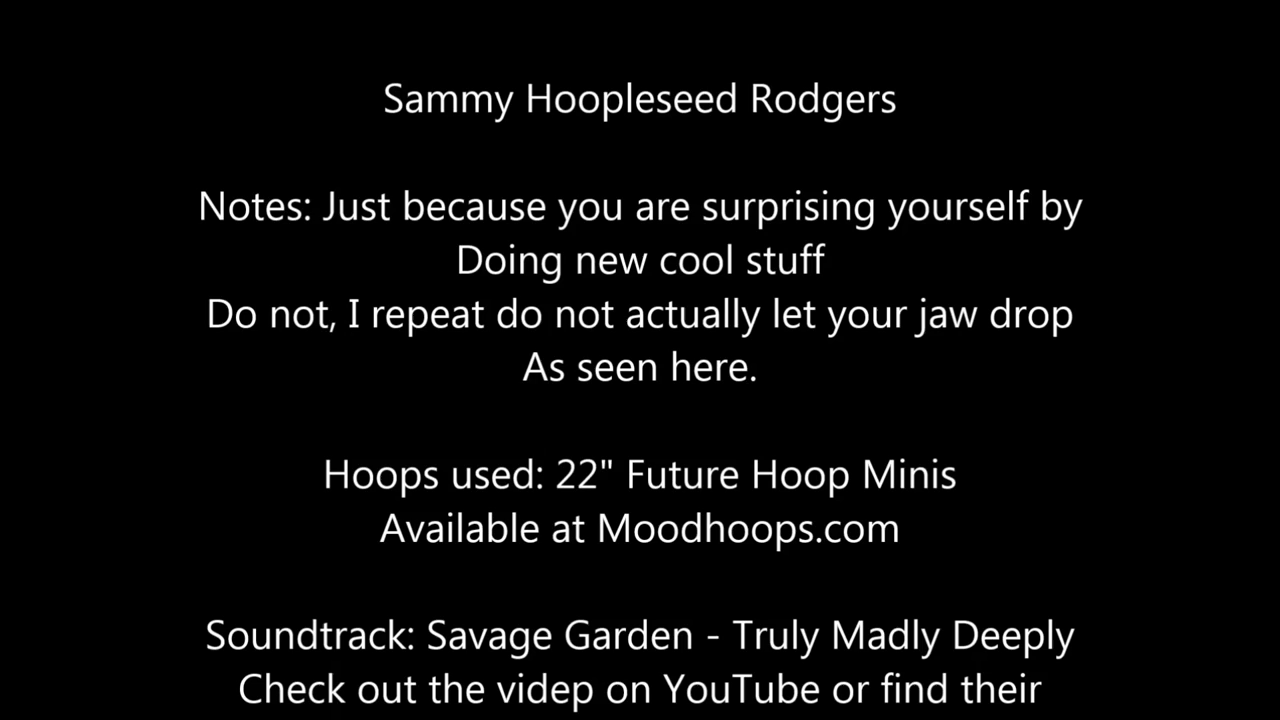 Sammy Hoopleseed Rodgers
Notes: Just because you are surprising yourself by
Doing new cool stuff
Do not, I repeat do not actually let your jaw drop
As seen here.
Hoops used: 22" Future Hoop Minis
Available at Moodhoops.com
Soundtrack: Savage Garden - Truly Madly Deeply
Check out the videp on YouTube or find their